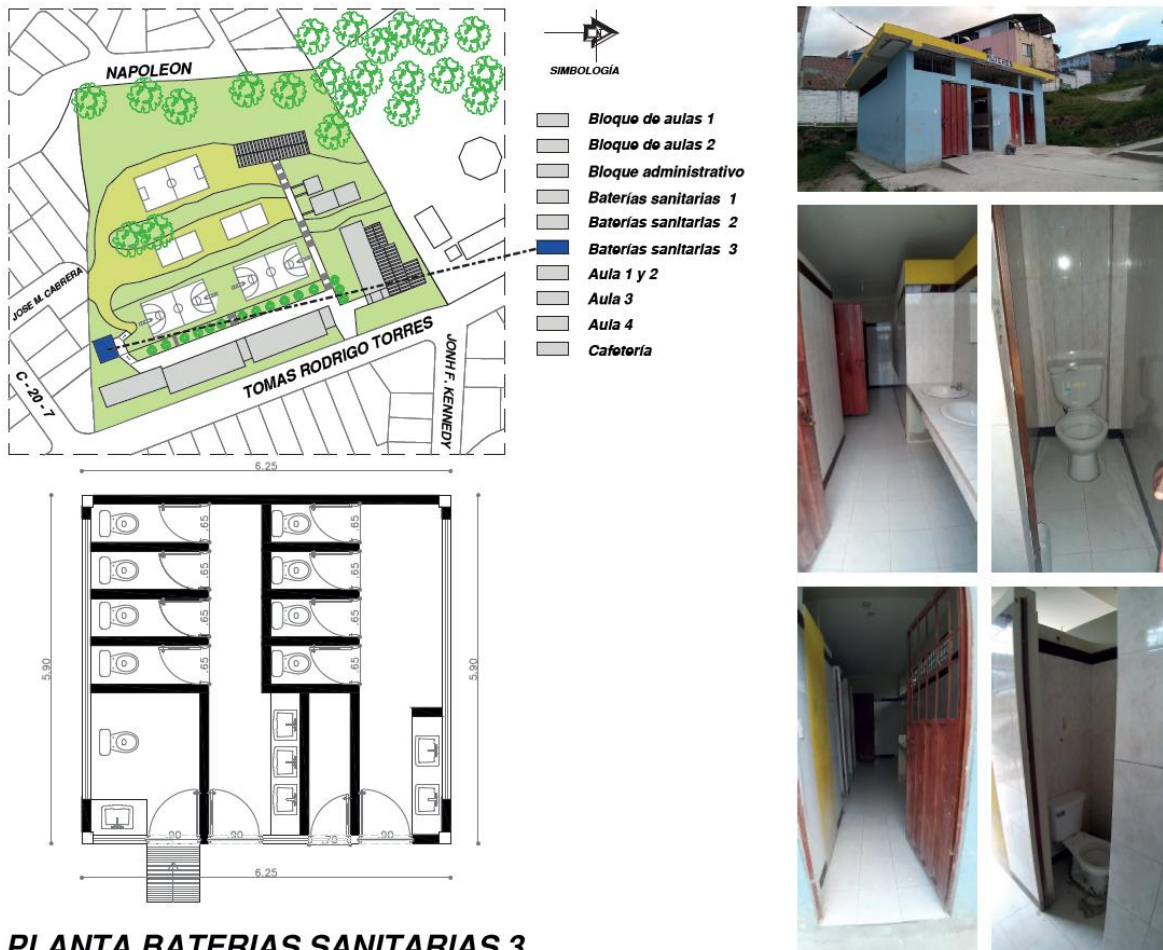 NAPOLEON
JOSE M. CABRERA
C - 20 - 7
TOMAS RODRIGO TORRES
JONH F. KENNEDY
SIMBOLOGÍA
Bloque de aulas 1
Bloque de aulas 2
Bloque administrativo
Baterías sanitarias 1
Baterías sanitarias 2
Baterías sanitarias 3
Aula 1 y 2
Aula 3
Aula 4
Cafetería
6.25
5.90
5.90
.65
.65
.65
.65
.65
.65
.65
.65
.90
.90
.70
.90
6.25
PLANTA BATERIAS SANITARIAS 3